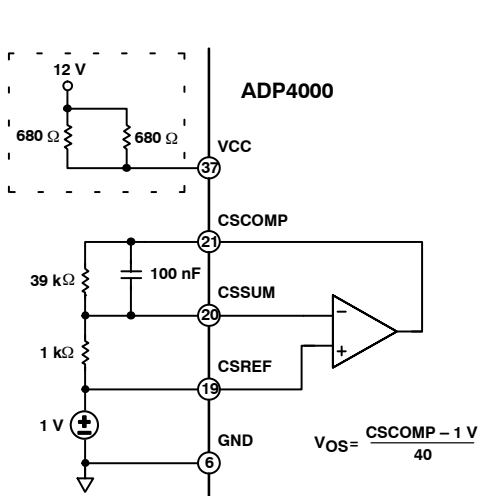 12 V
ADP4000
680 Ω
680 Ω
VCC
37
CSCOMP
21
39 kΩ
100 nF
CSSUM
20
1 kΩ
CSREF
19
1 V
GND
6
VOS= CSCOMP – 1 V
40